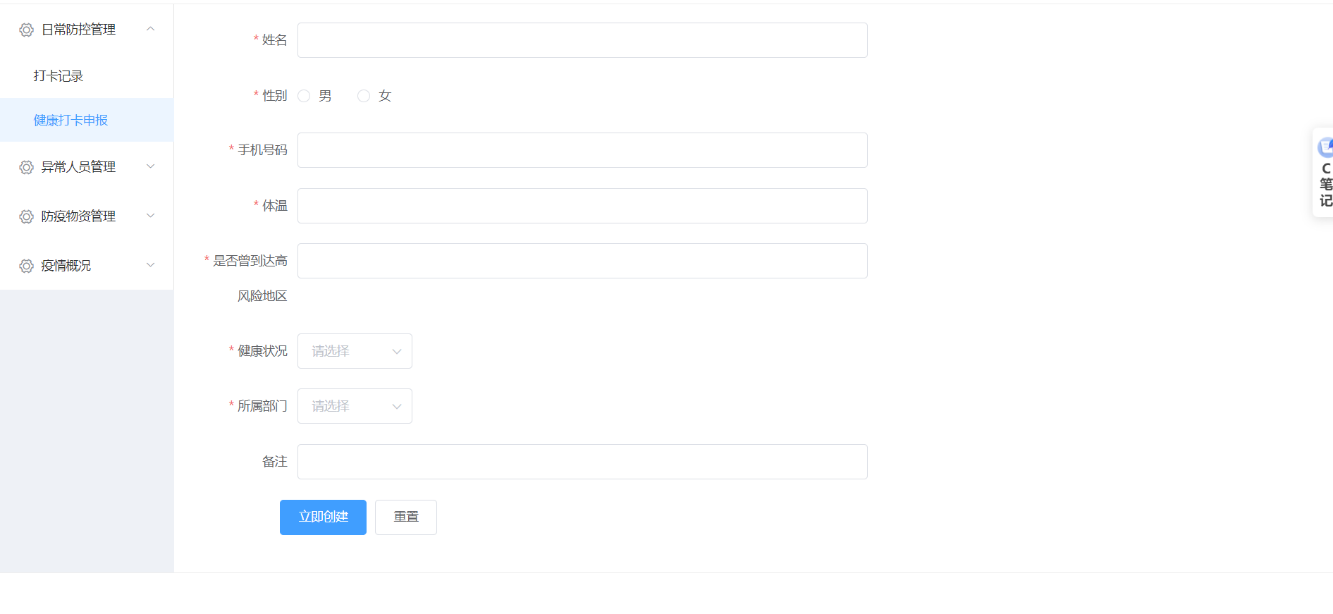 日常防控管理
打卡记录
健康打卡申报
异常人员管理
防疫物资管理
疫情概况
* 姓名
* 性别 男 女
* 手机号码
* 体温
* 是否曾到达高
风险地区
* 健康状况 请选择
* 所属部门 请选择
备注
立即创建 重置
C
笔
记